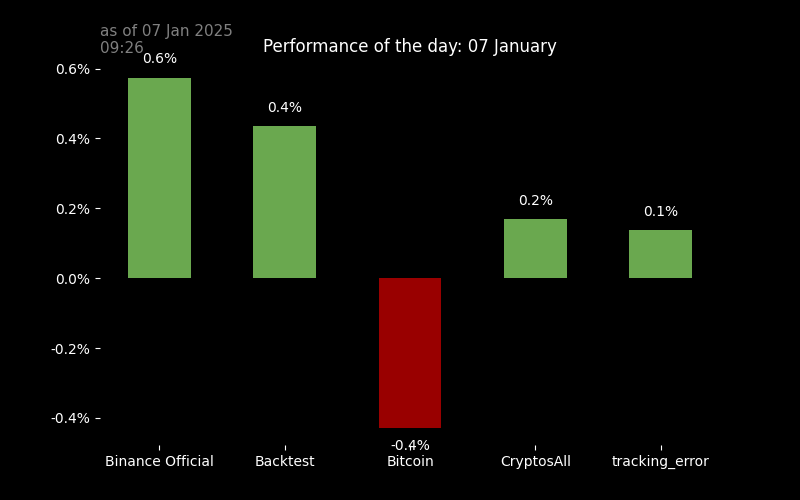 as of 07 Jan 2025
09:26
Performance of the day: 07 January
0.6%
0.4%
0.2%
0.0%
-0.2%
-0.4%
0.6%
0.4%
-0.4%
0.2%
0.1%
Binance Official
Backtest
Bitcoin
CryptosAll
tracking_error